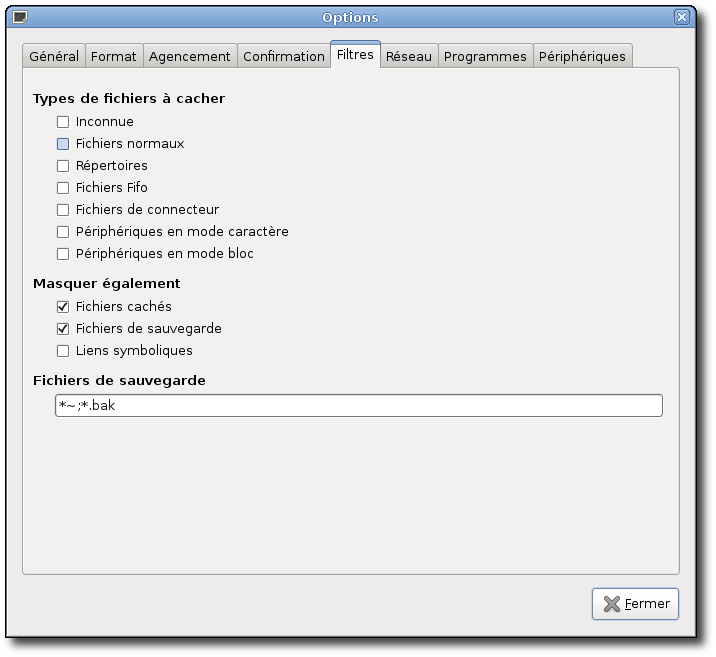 Options
Général Format Agencement Confirmation Filtres Réseau Programmes Périphériques
Types de fichiers à cacher
Inconnue
Fichiers normaux
Répertoires
Fichiers Fifo
Fichiers de connecteur
Périphériques en mode caractère
Périphériques en mode bloc
Masquer également
Fichiers cachés
Fichiers de sauvegarde
Liens symboliques
Fichiers de sauvegarde
*~;*.bak
Fermer